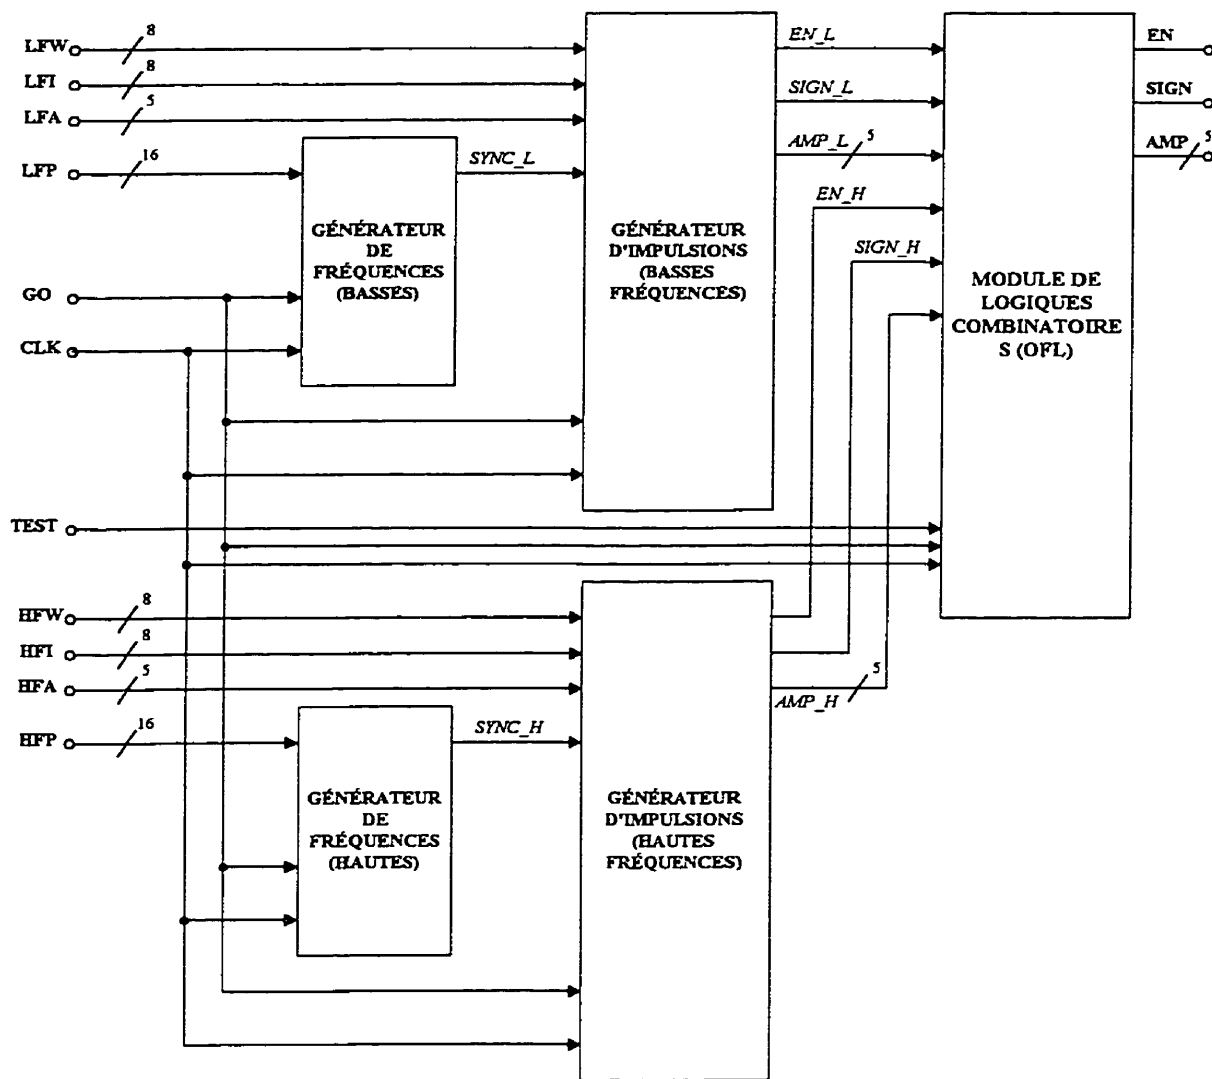 LFW
8
LFI
8
LFA
5
LFP
16
GO
CLK
TEST
HFW
8
HFI
8
HFA
5
HFP
16
GÉNÉRATEUR
DE
FRÉQUENCES
(BASSES)
SYNC_L
GÉNÉRATEUR
D'IMPULSIONS
(BASSES
FRÉQUENCES)
EN_L
SIGN_L
AMP_L
5
EN_H
SIGN_H
MODULE DE
LOGIQUES
COMBINATOIRE
S (OFL)
EN
SIGN
AMP
5
GÉNÉRATEUR
DE
FRÉQUENCES
(HAUTES)
SYNC_H
GÉNÉRATEUR
D'IMPULSIONS
(HAUTES
FRÉQUENCES)
AMP_H
5